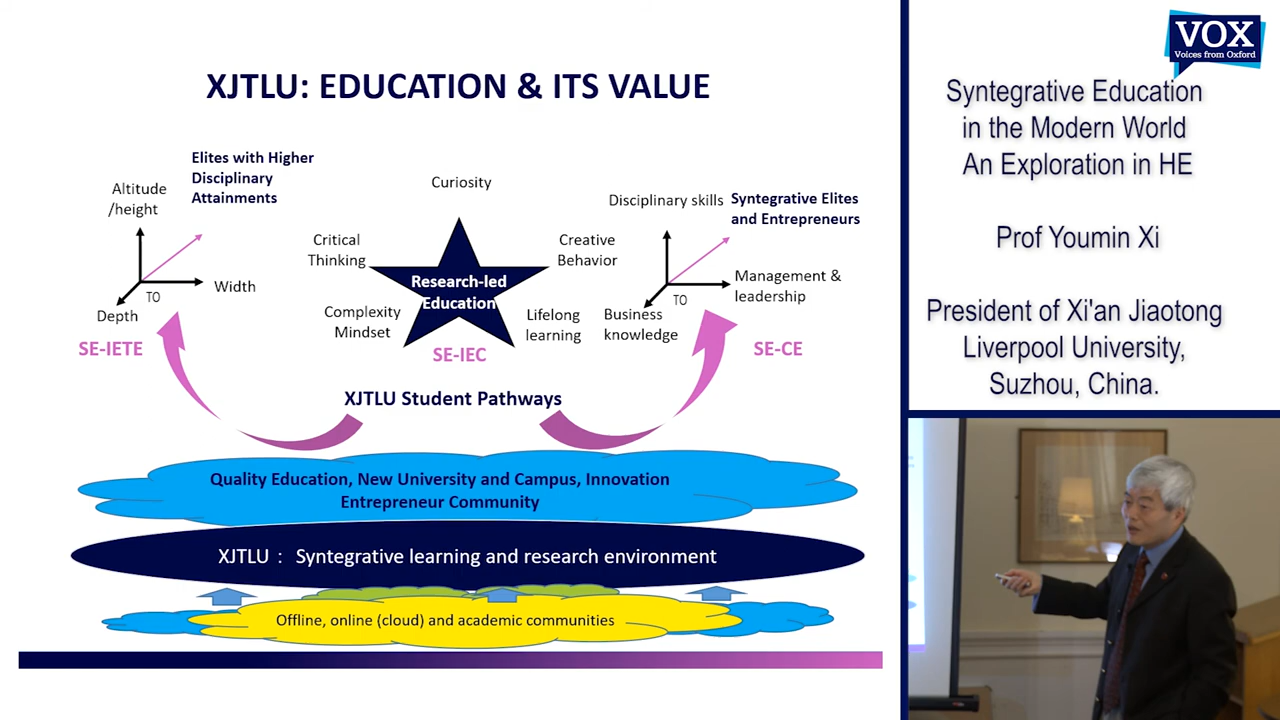 XJTLU: EDUCATION & ITS VALUE
Elites with Higher
Disciplinary
Attainments
Altitude
/height
Width
TO
Depth
SE-IETE
Curiosity
Critical
Thinking
Creative
Behavior
Research-led
Education
Complexity
Mindset
Lifelong
learning
SE-IEC
Disciplinary skills
Syntegrative Elites
and Entrepreneurs
Management &
leadership
TO
Business
knowledge
SE-CE
XJTLU Student Pathways
Quality Education, New University and Campus, Innovation
Entrepreneur Community
XJTLU： Syntegrative learning and research environment
Offline, online (cloud) and academic communities
VOX
Voices from Oxford
Syntegrative Education
in the Modern World
An Exploration in HE
Prof Youmin Xi
President of Xi'an Jiaotong
Liverpool University,
Suzhou, China.